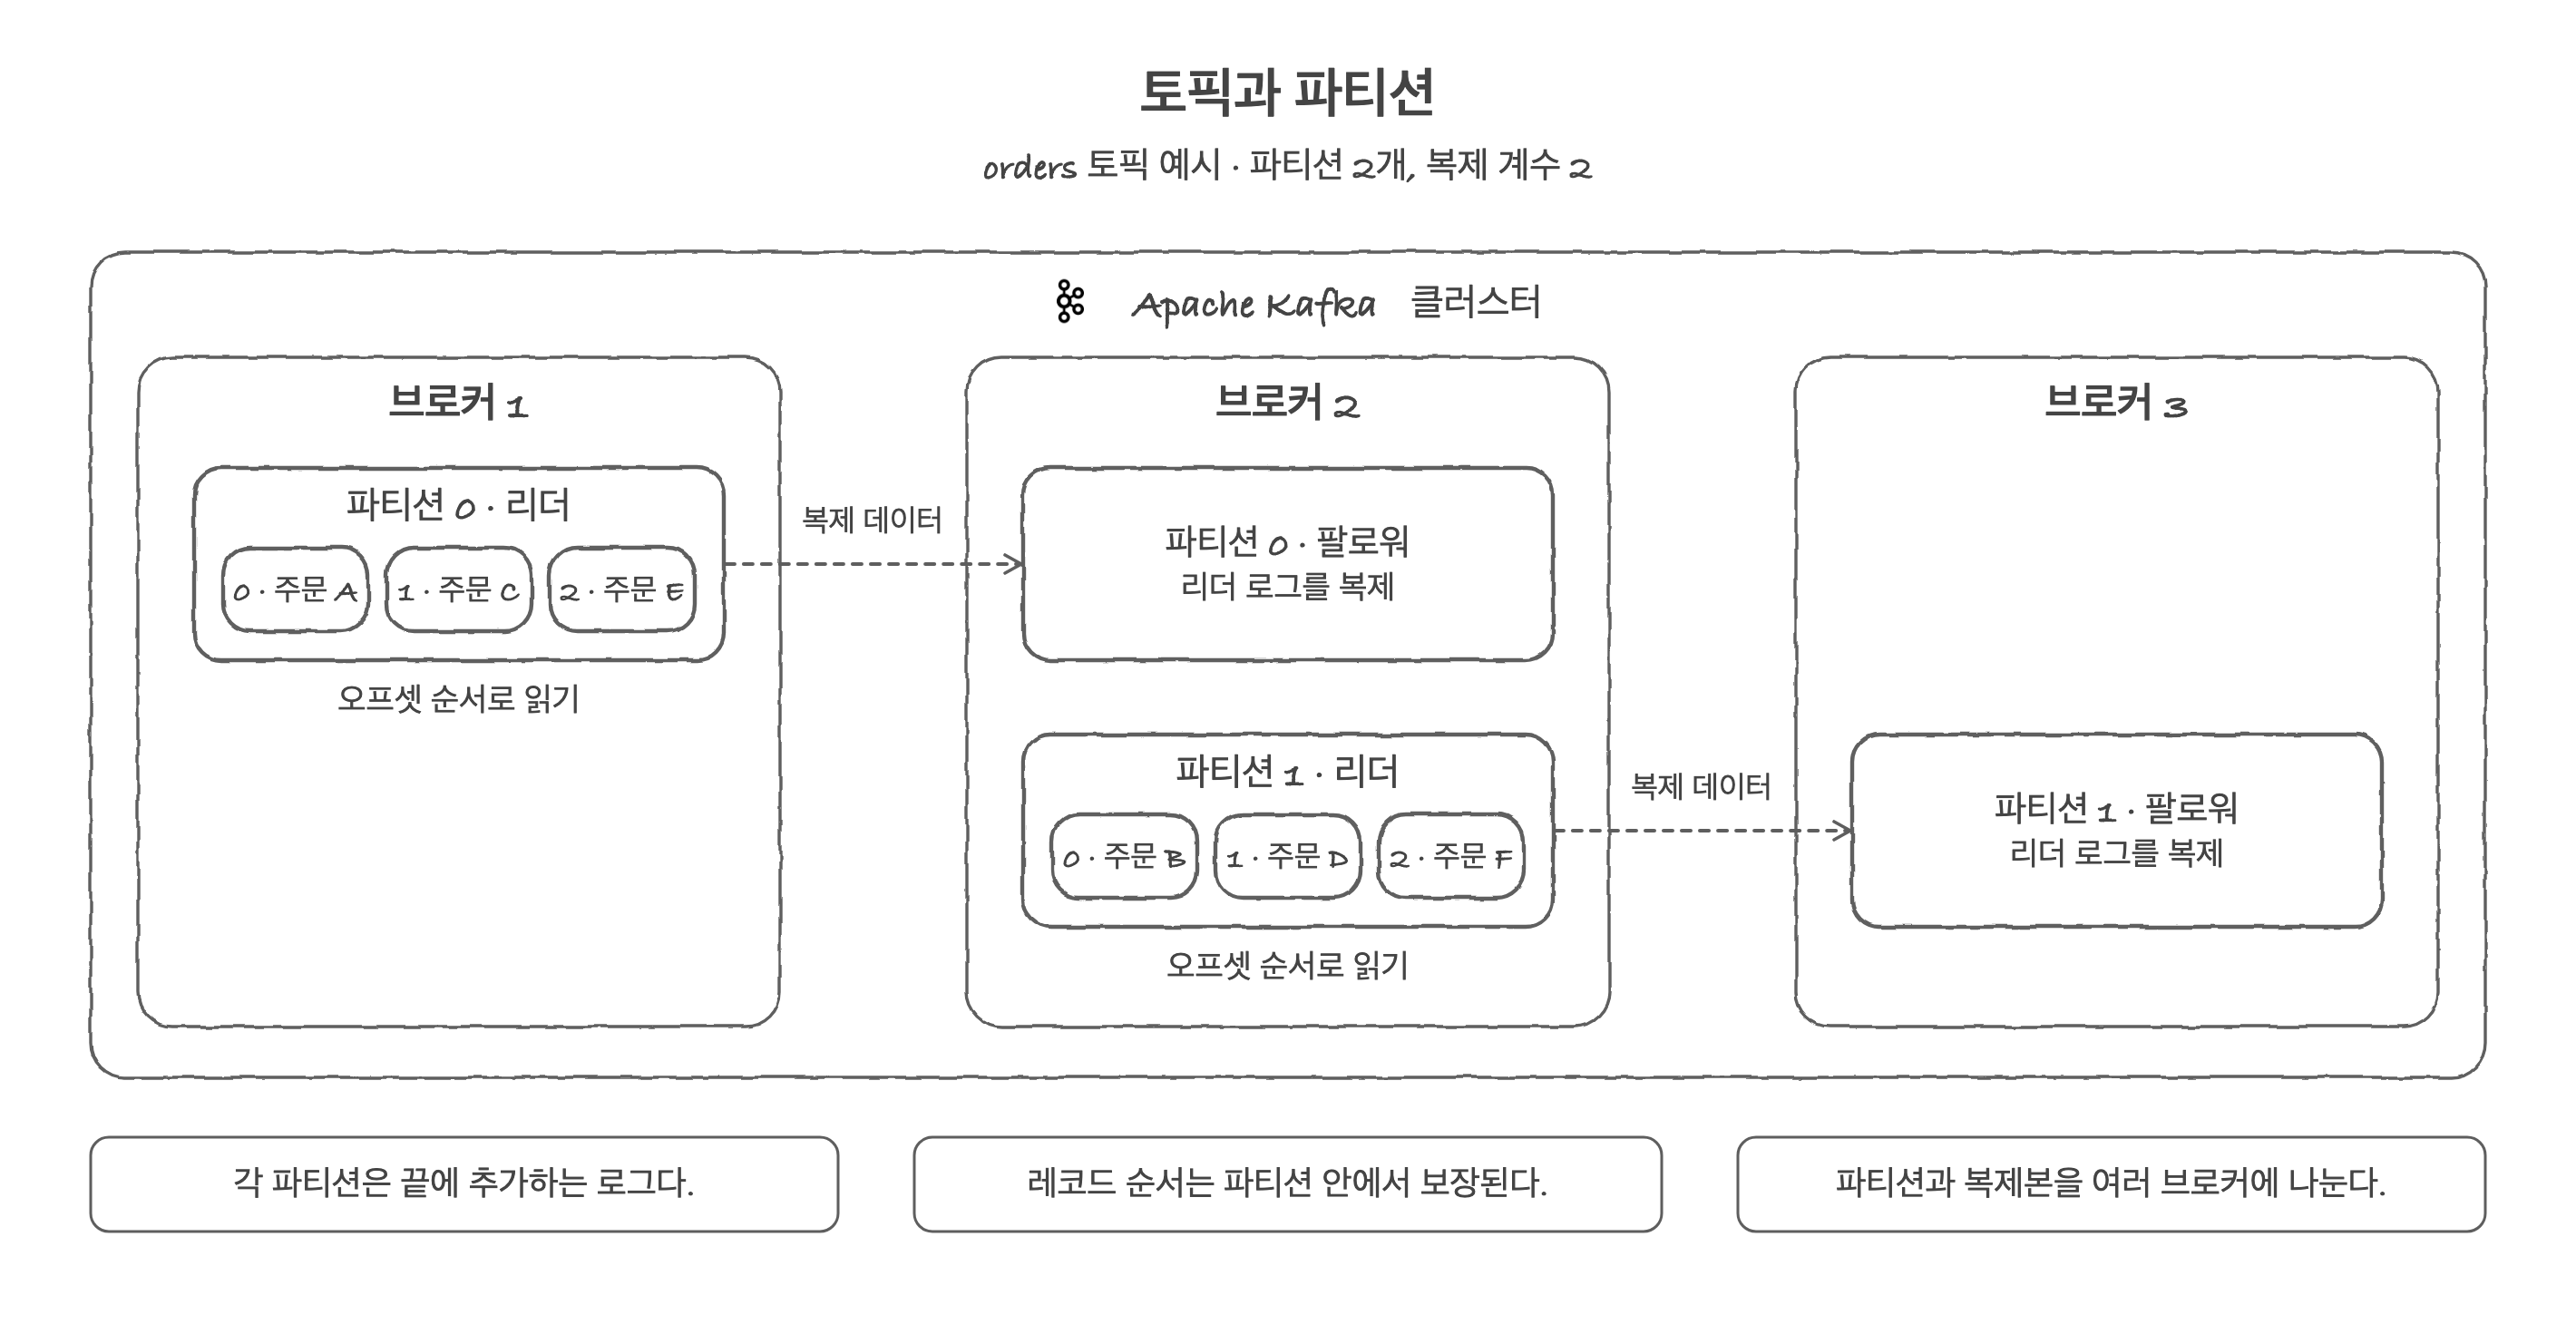 토픽과 파티션
orders 토픽 예시 · 파티션 2개, 복제 계수 2
Apache Kafka 클러스터
브로커 1
파티션 0 · 리더
0 · 주문 A
1 · 주문 C
2 · 주문 E
오프셋 순서로 읽기
복제 데이터
브로커 2
파티션 0 · 팔로워
리더 로그를 복제
파티션 1 · 리더
0 · 주문 B
1 · 주문 D
2 · 주문 F
오프셋 순서로 읽기
복제 데이터
브로커 3
파티션 1 · 팔로워
리더 로그를 복제
각 파티션은 끝에 추가하는 로그다.
레코드 순서는 파티션 안에서 보장된다.
파티션과 복제본을 여러 브로커에 나눈다.